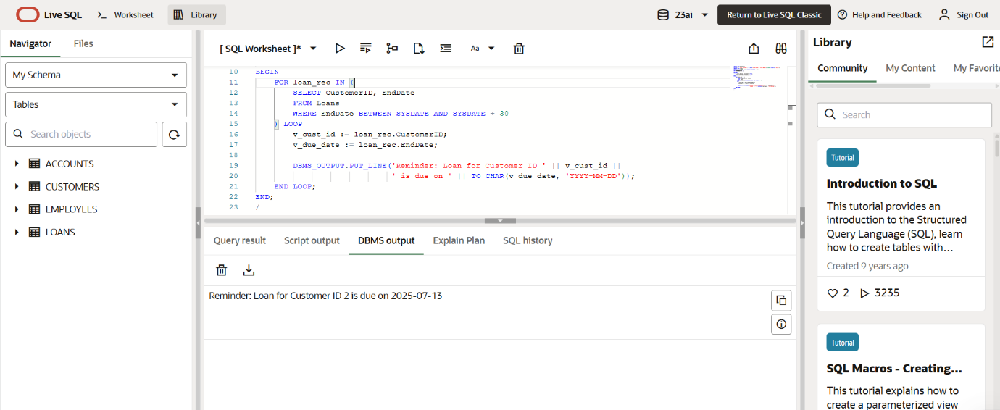 Live SQL
Worksheet
Library
23ai
Return to Live SQL Classic
Help and Feedback
Sign Out
Navigator
Files
My Schema
Tables
Search objects
ACCOUNTS
CUSTOMERS
EMPLOYEES
LOANS
[ SQL Worksheet ]*
Aa
10 BEGIN
11 FOR loan_rec IN (
12 SELECT CustomerID, EndDate
13 FROM Loans
14 WHERE EndDate BETWEEN SYSDATE AND SYSDATE + 30
15 ) LOOP
16 v_cust_id := loan_rec.CustomerID;
17 v_due_date := loan_rec.EndDate;
18
19 DBMS_OUTPUT.PUT_LINE('Reminder: Loan for Customer ID ' || v_cust_id ||
20 ' is due on ' || TO_CHAR(v_due_date, 'YYYY-MM-DD'));
21 END LOOP;
22 END;
23 /
Query result
Script output
DBMS output
Explain Plan
SQL history
Reminder: Loan for Customer ID 2 is due on 2025-07-13
Library
Community
My Content
My Favorite
Search
Tutorial
Introduction to SQL
This tutorial provides an
introduction to the Structured
Query Language (SQL), learn
how to create tables with...
Created 9 years ago
2
3235
Tutorial
SQL Macros - Creating...
This tutorial explains how to
create a parameterized view